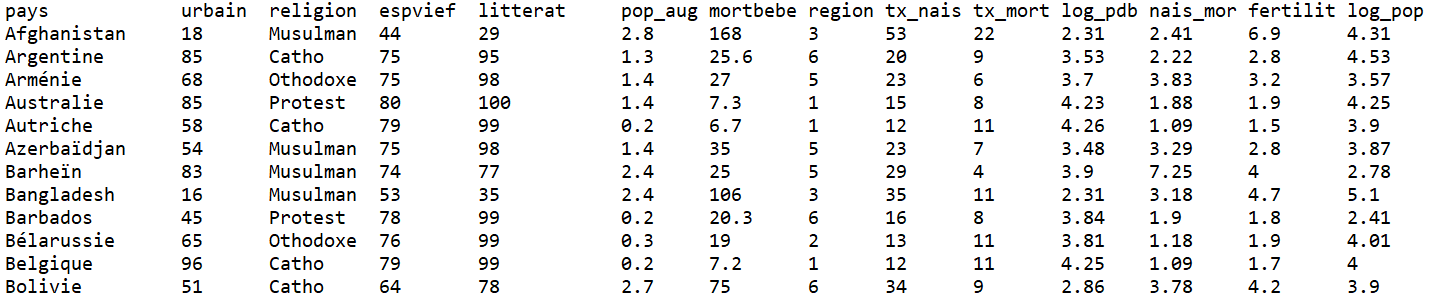 pays urbain religion espvief litterat pop_aug mortbebe region tx_nais tx_mort log_pdb nais_mor fertilit log_pop
Afghanistan 18 Musulman 44 29 2.8 168 3 53 22 2.31 2.41 6.9 4.31
Argentine 85 Catho 75 95 1.3 25.6 6 20 9 3.53 2.22 2.8 4.53
Arménie 68 Othodoxe 75 98 1.4 27 5 23 6 3.7 3.83 3.2 3.57
Australie 85 Protest 80 100 1.4 7.3 1 15 8 4.23 1.88 1.9 4.25
Autriche 58 Catho 79 99 0.2 6.7 1 12 11 4.26 1.09 1.5 3.9
Azerbaïdjan 54 Musulman 75 98 1.4 35 5 23 7 3.48 3.29 2.8 3.87
Barheïn 83 Musulman 74 77 2.4 25 5 29 4 3.9 7.25 4 2.78
Bangladesh 16 Musulman 53 35 2.4 106 3 35 11 2.31 3.18 4.7 5.1
Barbados 45 Protest 78 99 0.2 20.3 6 16 8 3.84 1.9 1.8 2.41
Bélarussie 65 Othodoxe 76 99 0.3 19 2 13 11 3.81 1.18 1.9 4.01
Belgique 96 Catho 79 99 0.2 7.2 1 12 11 4.25 1.09 1.7 4
Bolivie 51 Catho 64 78 2.7 75 6 34 9 2.86 3.78 4.2 3.9